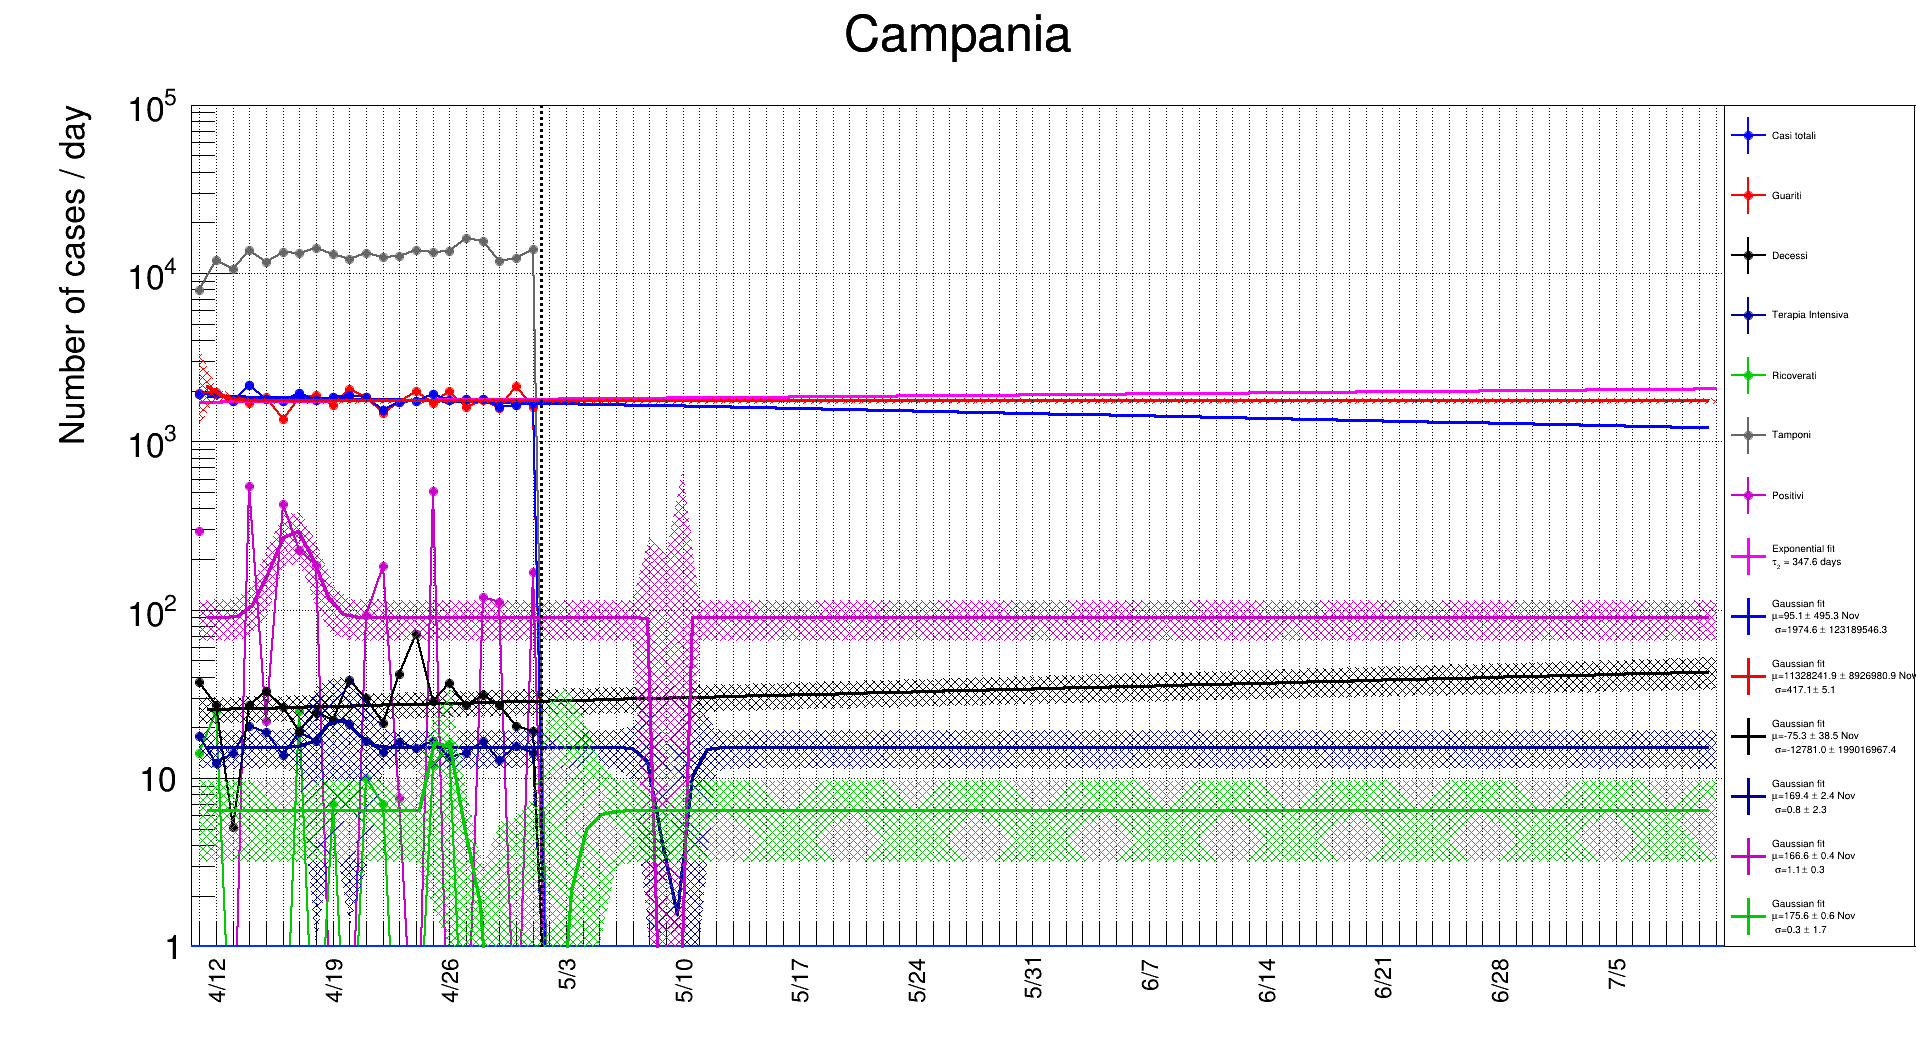 Campania
Number of cases / day
10^5
10^4
10^3
10^2
10
1
4/12
4/19
4/26
5/3
5/10
5/17
5/24
5/31
6/7
6/14
6/21
6/28
7/5
Casi totali
Guariti
Decessi
Terapia Intensiva
Ricoverati
Tamponi
Positivi
Exponential fit
τ_2 = 347.6 days
Gaussian fit
μ=95.1 ± 495.3 Nov
σ=1974.6 ± 123189546.3
Gaussian fit
μ=11328241.9 ± 8926980.9 Nov
σ=417.1 ± 5.1
Gaussian fit
μ=-75.3 ± 38.5 Nov
σ=-12781.0 ± 199016967.4
Gaussian fit
μ=169.4 ± 2.4 Nov
σ=0.8 ± 2.3
Gaussian fit
μ=166.6 ± 0.4 Nov
σ=1.1 ± 0.3
Gaussian fit
μ=175.6 ± 0.6 Nov
σ=0.3 ± 1.7